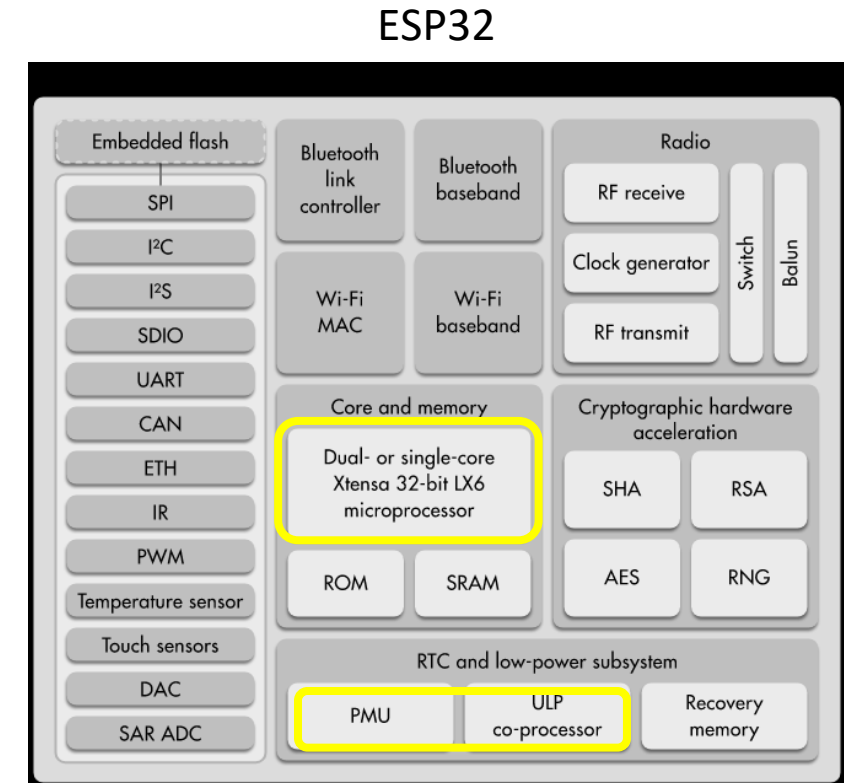 ESP32
Embedded flash
SPI
I²C
I²S
SDIO
UART
CAN
ETH
IR
PWM
Temperature sensor
Touch sensors
DAC
SAR ADC
Bluetooth
link
controller
Bluetooth
baseband
Wi-Fi
MAC
Wi-Fi
baseband
Radio
RF receive
Clock generator
RF transmit
Switch
Balun
Core and memory
Dual- or single-core
Xtensa 32-bit LX6
microprocessor
ROM
SRAM
Cryptographic hardware
acceleration
SHA
RSA
AES
RNG
RTC and low-power subsystem
PMU
ULP
co-processor
Recovery
memory